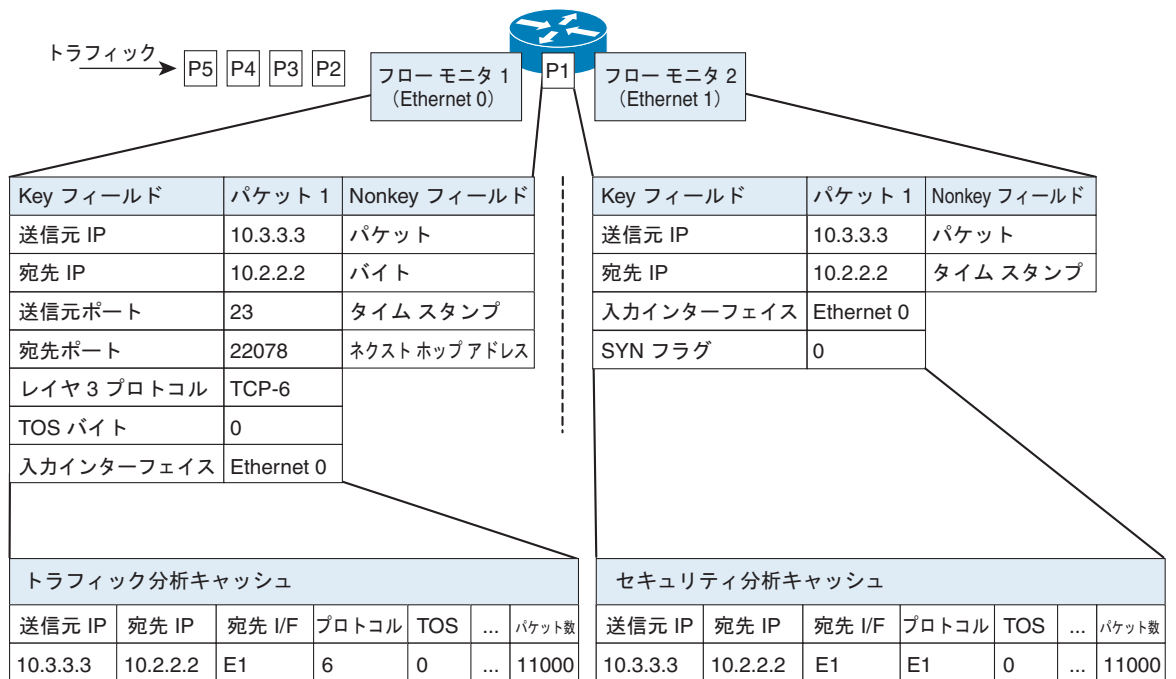 トラフィック
P5 P4 P3 P2
フロー モニタ 1
（Ethernet 0）
P1
フロー モニタ 2
（Ethernet 1）
Key フィールド パケット 1 Nonkey フィールド
送信元 IP 10.3.3.3 パケット
宛先 IP 10.2.2.2 バイト
送信元ポート 23 タイム スタンプ
宛先ポート 22078 ネクスト ホップ アドレス
レイヤ 3 プロトコル TCP-6
TOS バイト 0
入力インターフェイス Ethernet 0
Key フィールド パケット 1 Nonkey フィールド
送信元 IP 10.3.3.3 パケット
宛先 IP 10.2.2.2 タイム スタンプ
入力インターフェイス Ethernet 0
SYN フラグ 0
トラフィック分析キャッシュ
送信元 IP 宛先 IP 宛先 I/F プロトコル TOS ... パケット数
10.3.3.3 10.2.2.2 E1 6 0 ... 11000
セキュリティ分析キャッシュ
送信元 IP 宛先 IP 宛先 I/F プロトコル TOS ... パケット数
10.3.3.3 10.2.2.2 E1 E1 0 ... 11000